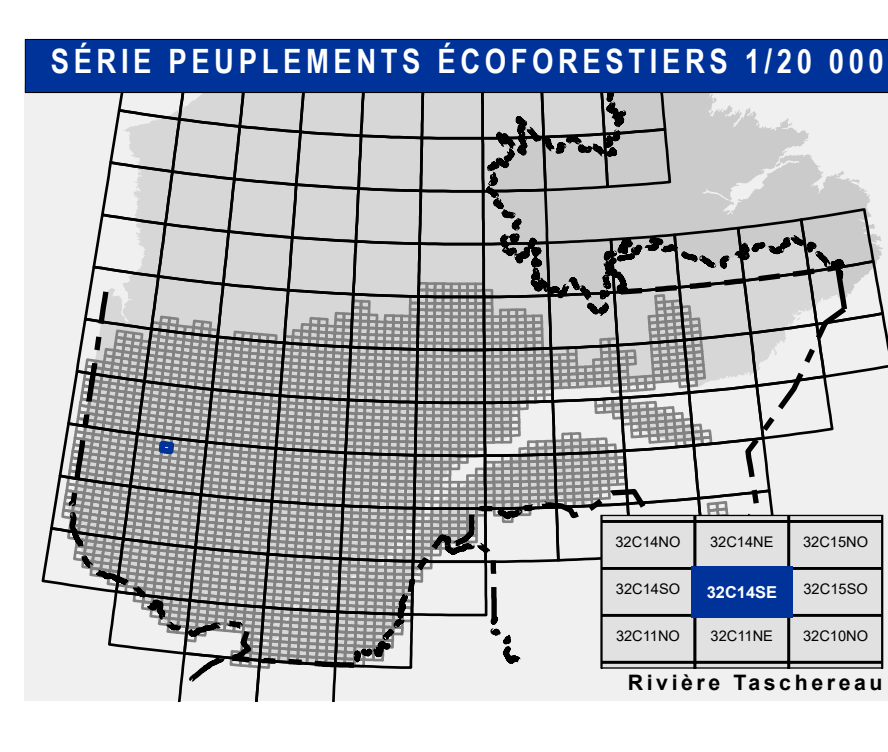 SÉRIE PEUPLEMENTS ÉCOFORESTIERS 1/20 000
32C14NO 32C14NE 32C15NO
32C14SO 32C14SE 32C15SO
32C11NO 32C11NE 32C10NO
Rivière Taschereau